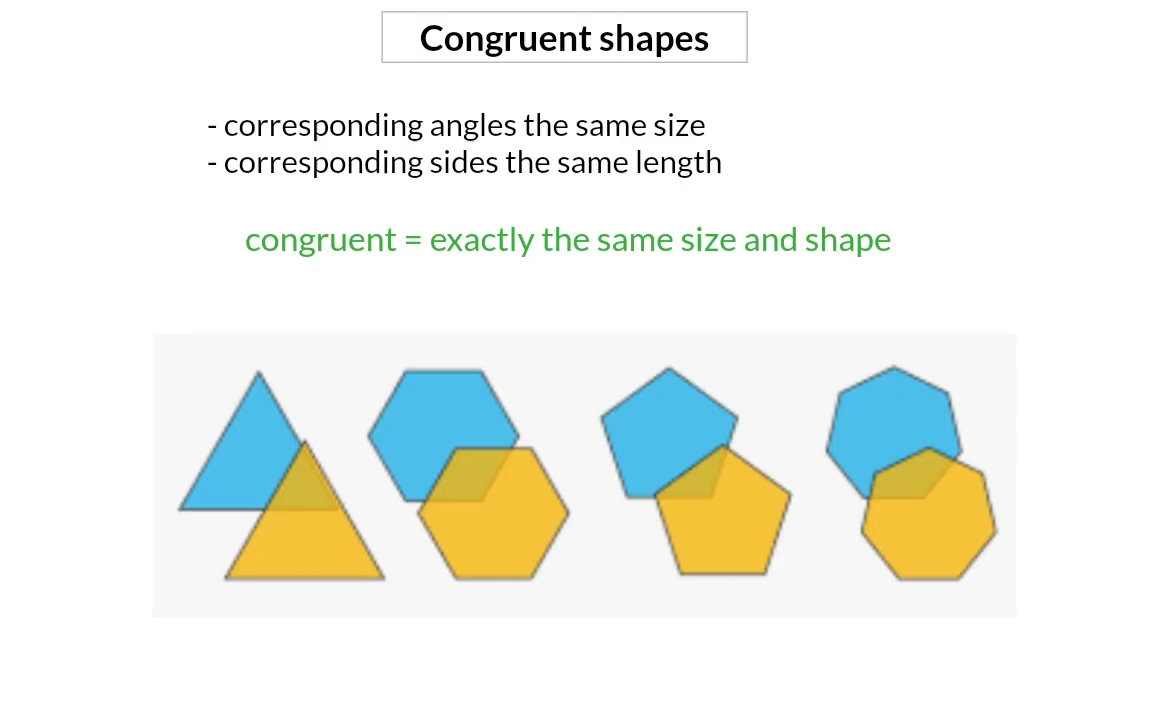 Congruent shapes
- corresponding angles the same size
- corresponding sides the same length
congruent = exactly the same size and shape